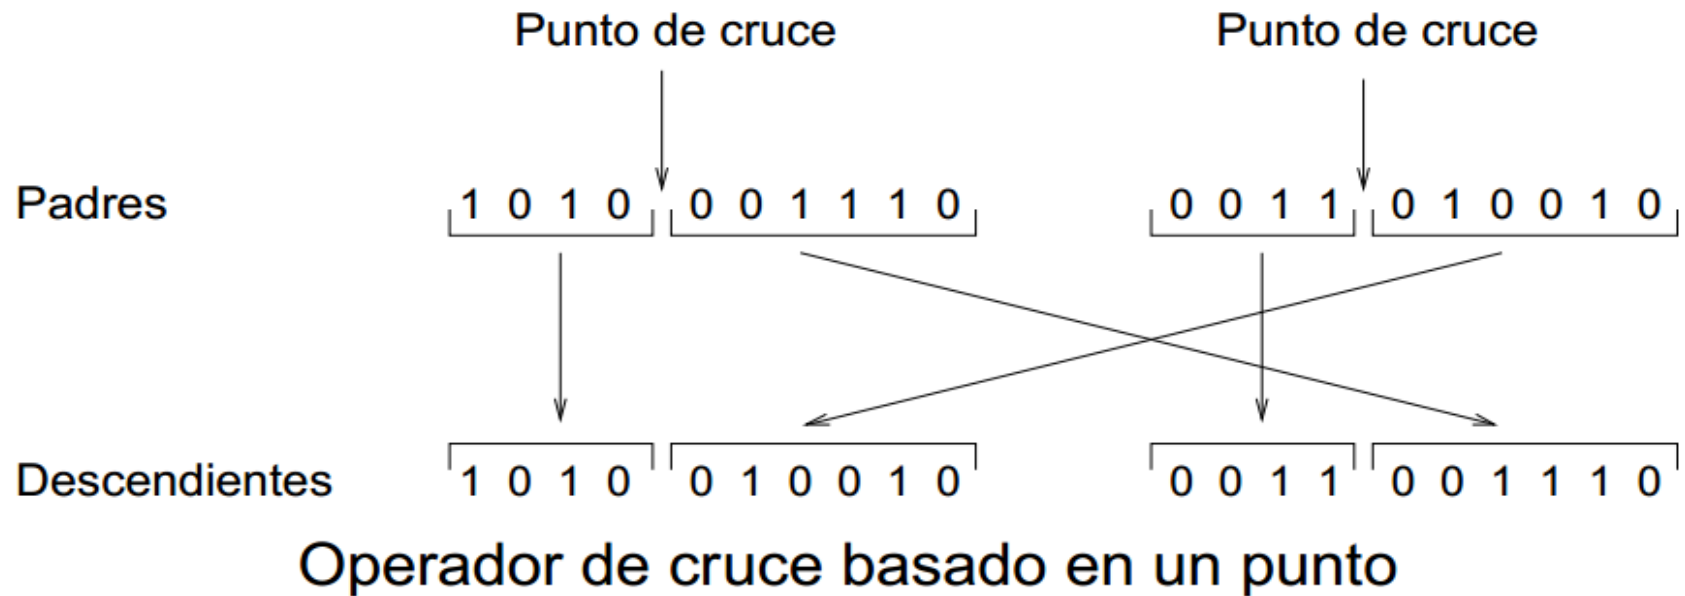 Punto de cruce Punto de cruce
Padres 1 0 1 0 0 0 1 1 1 0 0 0 1 1 0 1 0 0 1 0
Descendientes 1 0 1 0 0 1 0 0 1 0 0 0 1 1 0 0 1 1 1 0
Operador de cruce basado en un punto